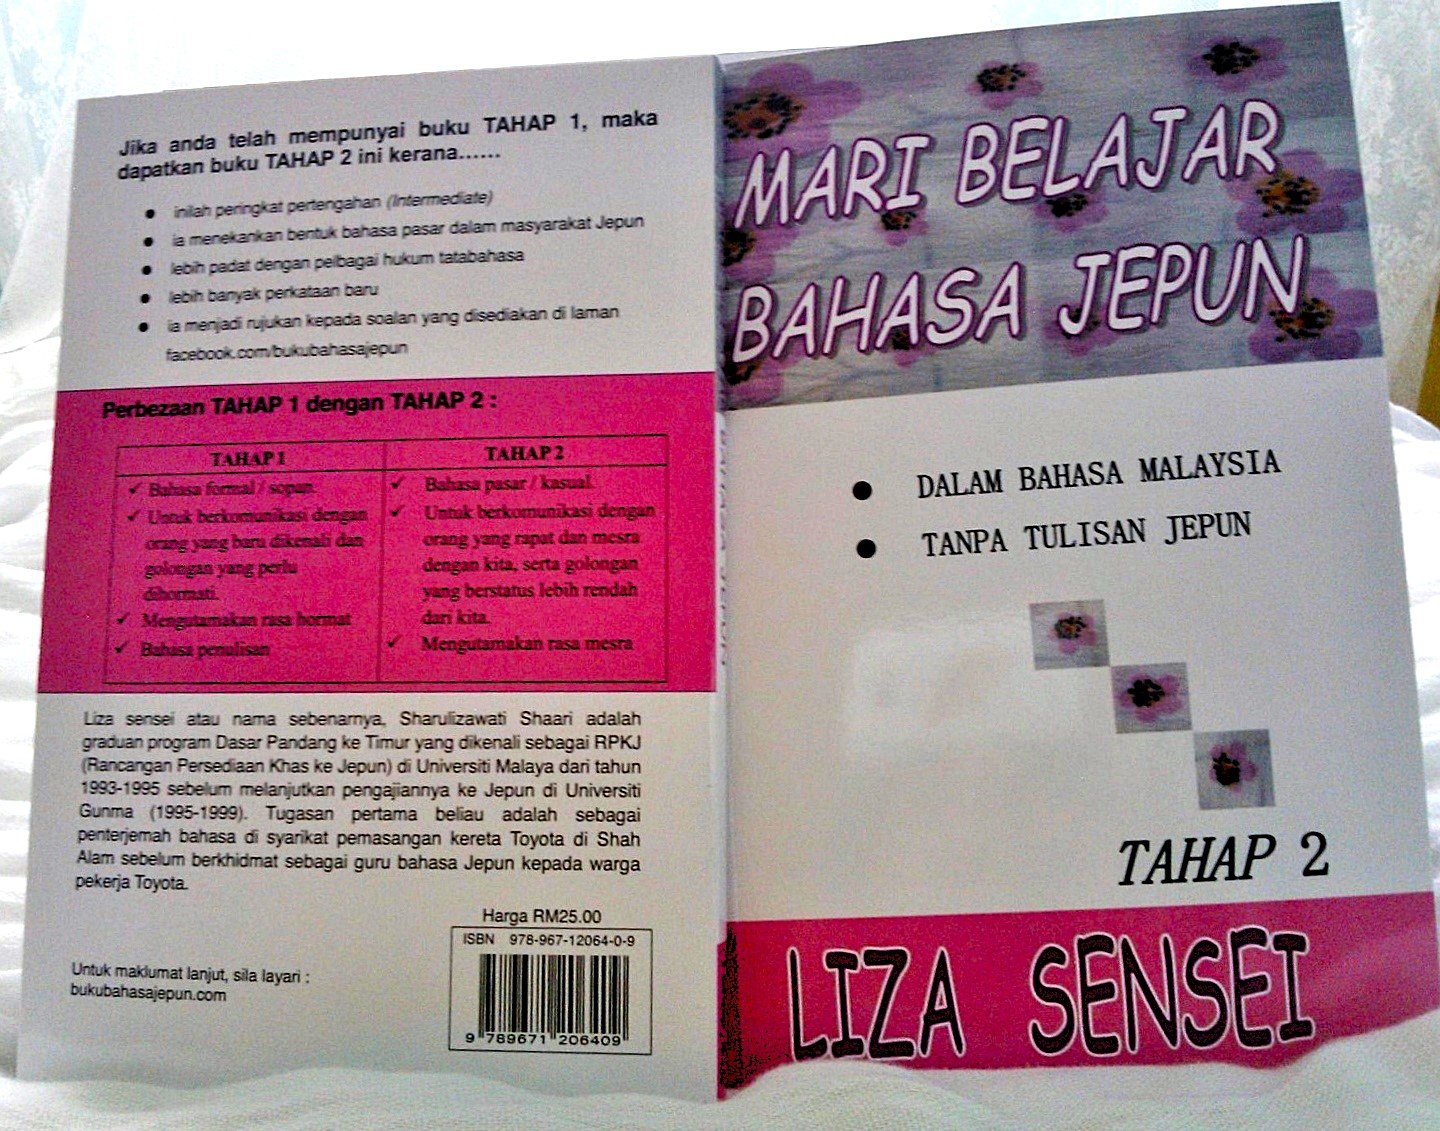 Jika anda telah mempunyai buku TAHAP 1, maka
dapatkan buku TAHAP 2 ini kerana......
● inilah peringkat pertengahan (Intermediate)
● ia menekankan bentuk bahasa pasar dalam masyarakat Jepun
● lebih padat dengan pelbagai hukum tatabahasa
● lebih banyak perkataan baru
● ia menjadi rujukan kepada soalan yang disediakan di laman
facebook.com/bukubahasajepun
Perbezaan TAHAP 1 dengan TAHAP 2 :
TAHAP 1
✓ Bahasa formal / sopan.
✓ Untuk berkomunikasi dengan
orang yang baru dikenali dan
golongan yang perlu
dihormati.
✓ Mengutamakan rasa hormat
✓ Bahasa penulisan
TAHAP 2
✓ Bahasa pasar / kasual.
✓ Untuk berkomunikasi dengan
orang yang rapat dan mesra
dengan kita, serta golongan
yang berstatus lebih rendah
dari kita.
✓ Mengutamakan rasa mesra
Liza sensei atau nama sebenarnya, Sharulizawati Shaari adalah
graduan program Dasar Pandang ke Timur yang dikenali sebagai RPKJ
(Rancangan Persediaan Khas ke Jepun) di Universiti Malaya dari tahun
1993-1995 sebelum melanjutkan pengajiannya ke Jepun di Universiti
Gunma (1995-1999). Tugasan pertama beliau adalah sebagai
penterjemah bahasa di syarikat pemasangan kereta Toyota di Shah
Alam sebelum berkhidmat sebagai guru bahasa Jepun kepada warga
pekerja Toyota.
Harga RM25.00
ISBN 978-967-12064-0-9
9 789671 206409
Untuk maklumat lanjut, sila layari :
bukubahasajepun.com
MARI BELAJAR
BAHASA JEPUN
● DALAM BAHASA MALAYSIA
● TANPA TULISAN JEPUN
TAHAP 2
LIZA SENSEI